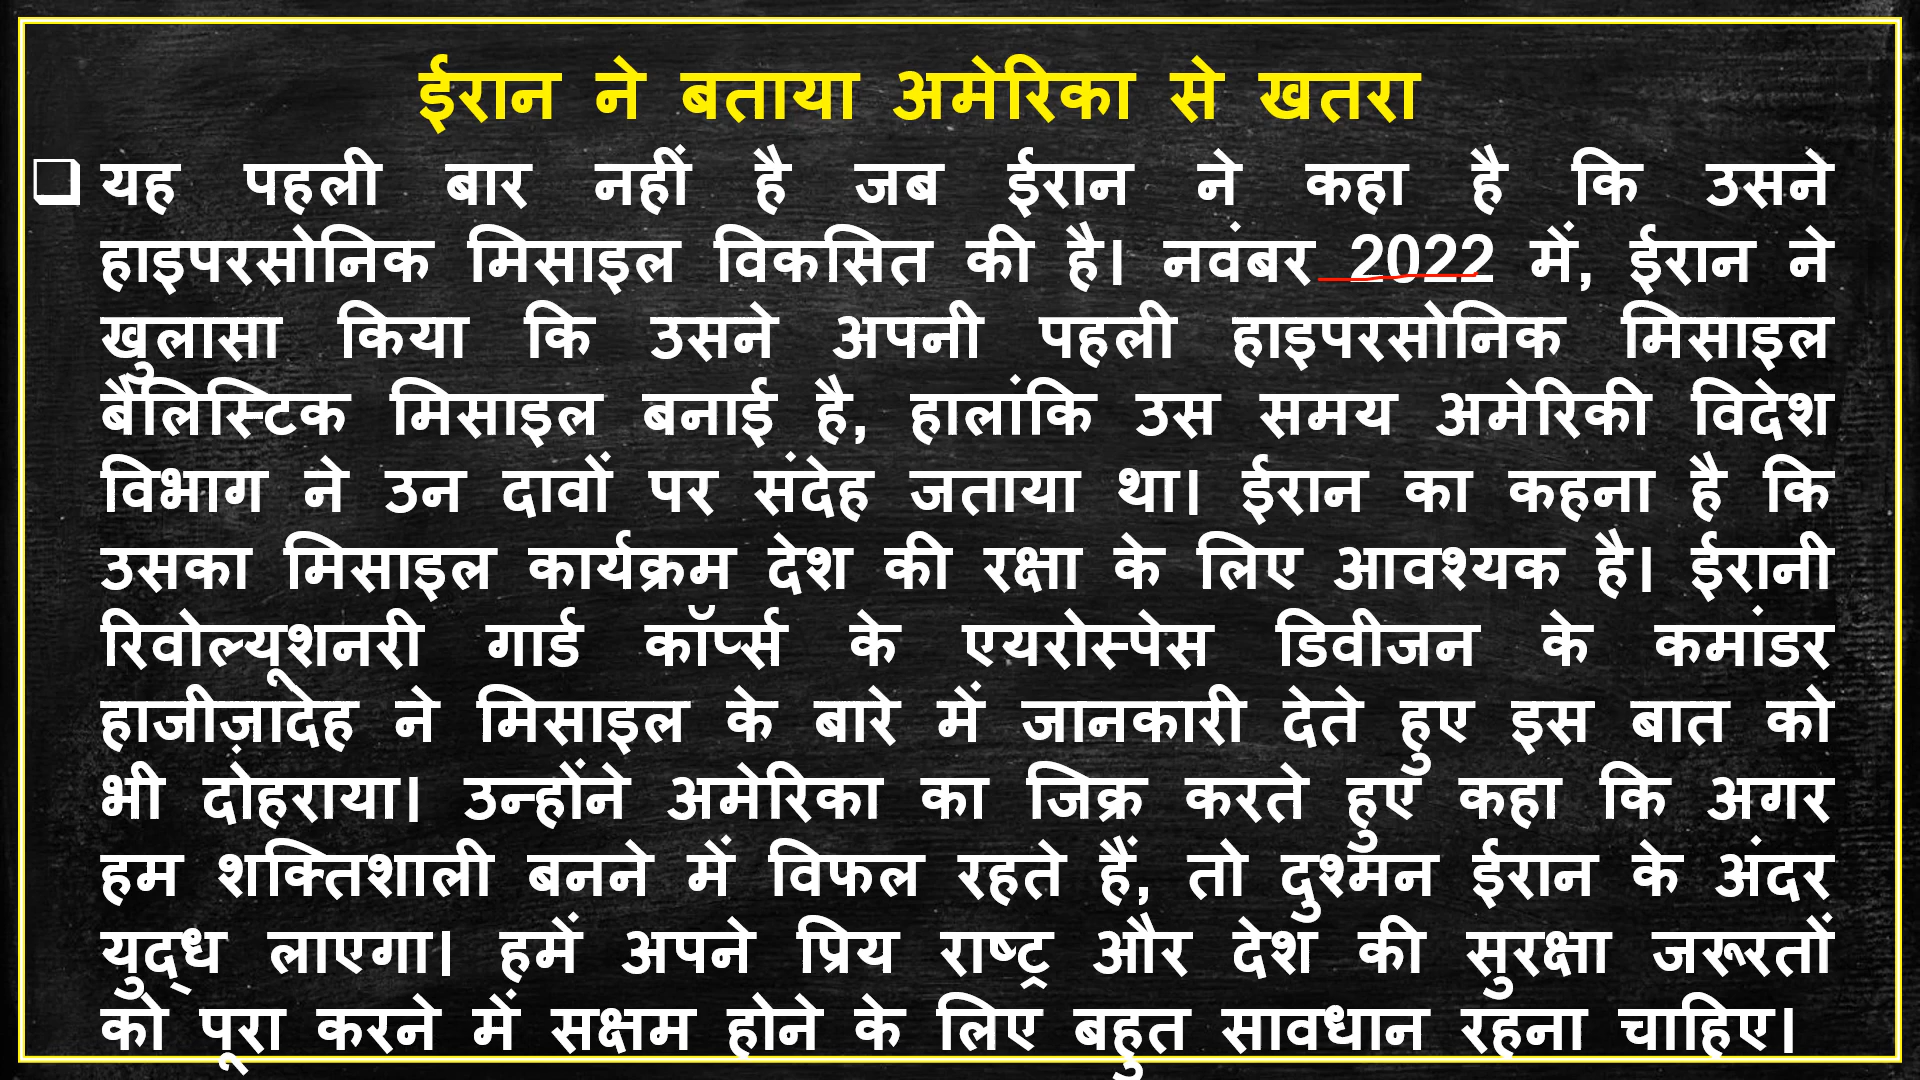 ईरान ने बताया अमेरिका से खतरा
यह पहली बार नहीं है जब ईरान ने कहा है कि उसने
हाइपरसोनिक मिसाइल विकसित की है। नवंबर 2022 में, ईरान ने
खुलासा किया कि उसने अपनी पहली हाइपरसोनिक मिसाइल
बैलिस्टिक मिसाइल बनाई है, हालांकि उस समय अमेरिकी विदेश
विभाग ने उन दावों पर संदेह जताया था। ईरान का कहना है कि
उसका मिसाइल कार्यक्रम देश की रक्षा के लिए आवश्यक है। ईरानी
रिवोल्यूशनरी गार्ड कॉर्प्स के एयरोस्पेस डिवीजन के कमांडर
हाजीज़ादेह ने मिसाइल के बारे में जानकारी देते हुए इस बात को
भी दोहराया। उन्होंने अमेरिका का जिक्र करते हुए कहा कि अगर
हम शक्तिशाली बनने में विफल रहते हैं, तो दुश्मन ईरान के अंदर
युद्ध लाएगा। हमें अपने प्रिय राष्ट्र और देश की सुरक्षा जरूरतों
को पूरा करने में सक्षम होने के लिए बहुत सावधान रहना चाहिए।